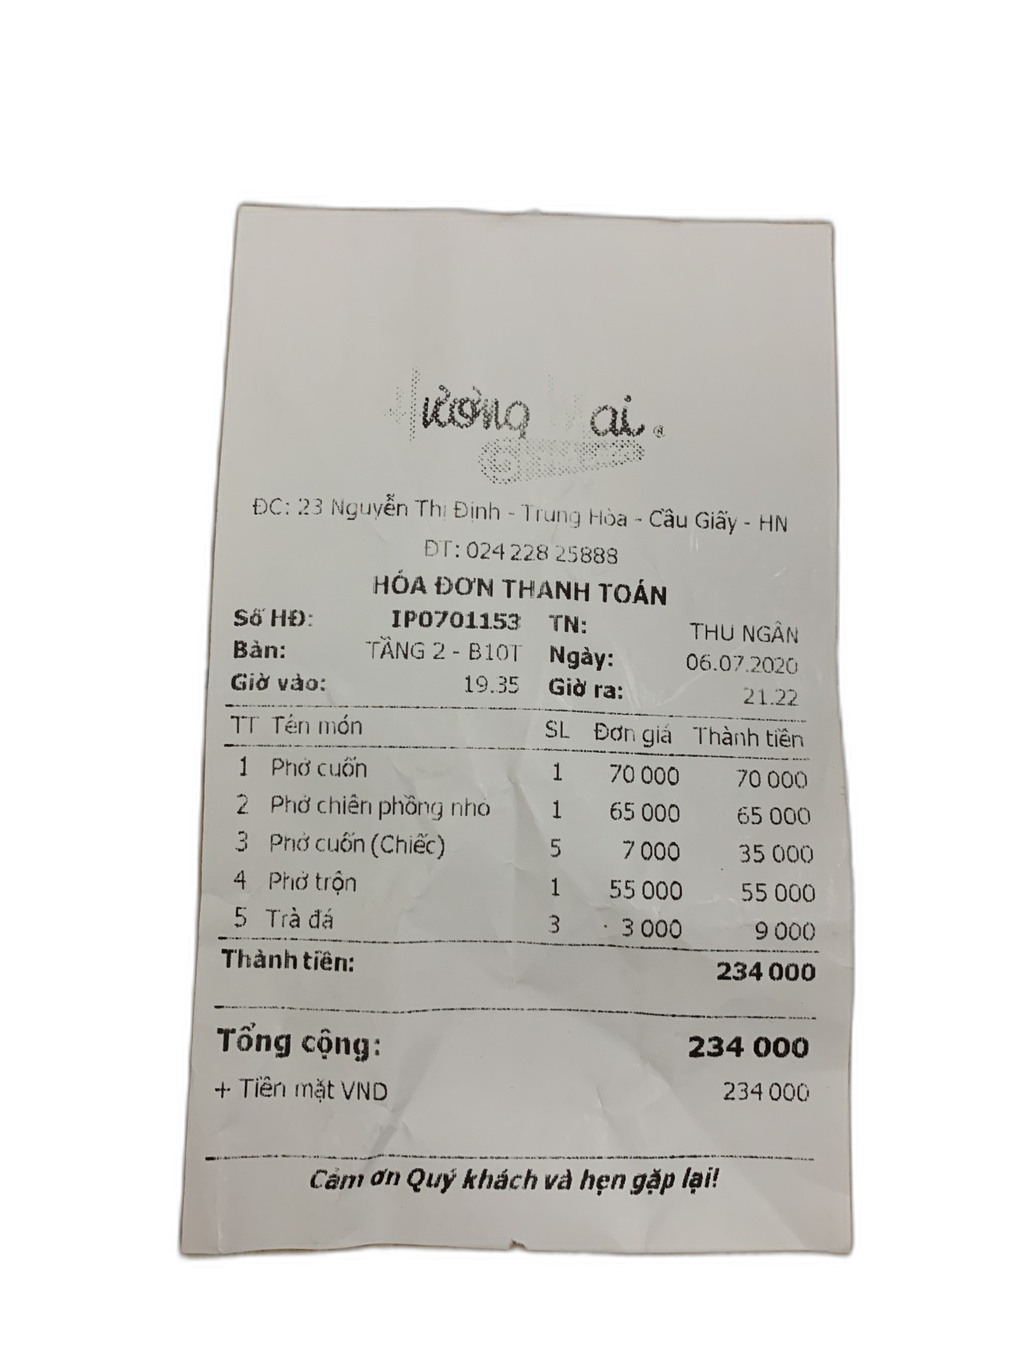 Hường Mai ®
ĐC: 23 Nguyễn Thị Định - Trung Hòa - Cầu Giấy - HN
ĐT: 024 228 25888
HÓA ĐƠN THANH TOÁN
Số HĐ: IP0701153 TN: THU NGÂN
Bàn: TẦNG 2 - B10T Ngày: 06.07.2020
Giờ vào: 19.35 Giờ ra: 21.22
TT Tên món SL Đơn giá Thành tiền
1 Phở cuốn 1 70 000 70 000
2 Phở chiên phồng nhỏ 1 65 000 65 000
3 Phở cuốn (Chiếc) 5 7 000 35 000
4 Phở trộn 1 55 000 55 000
5 Trà đá 3 3 000 9 000
Thành tiền: 234 000
Tổng cộng: 234 000
+ Tiền mặt VND 234 000
Cảm ơn Quý khách và hẹn gặp lại!